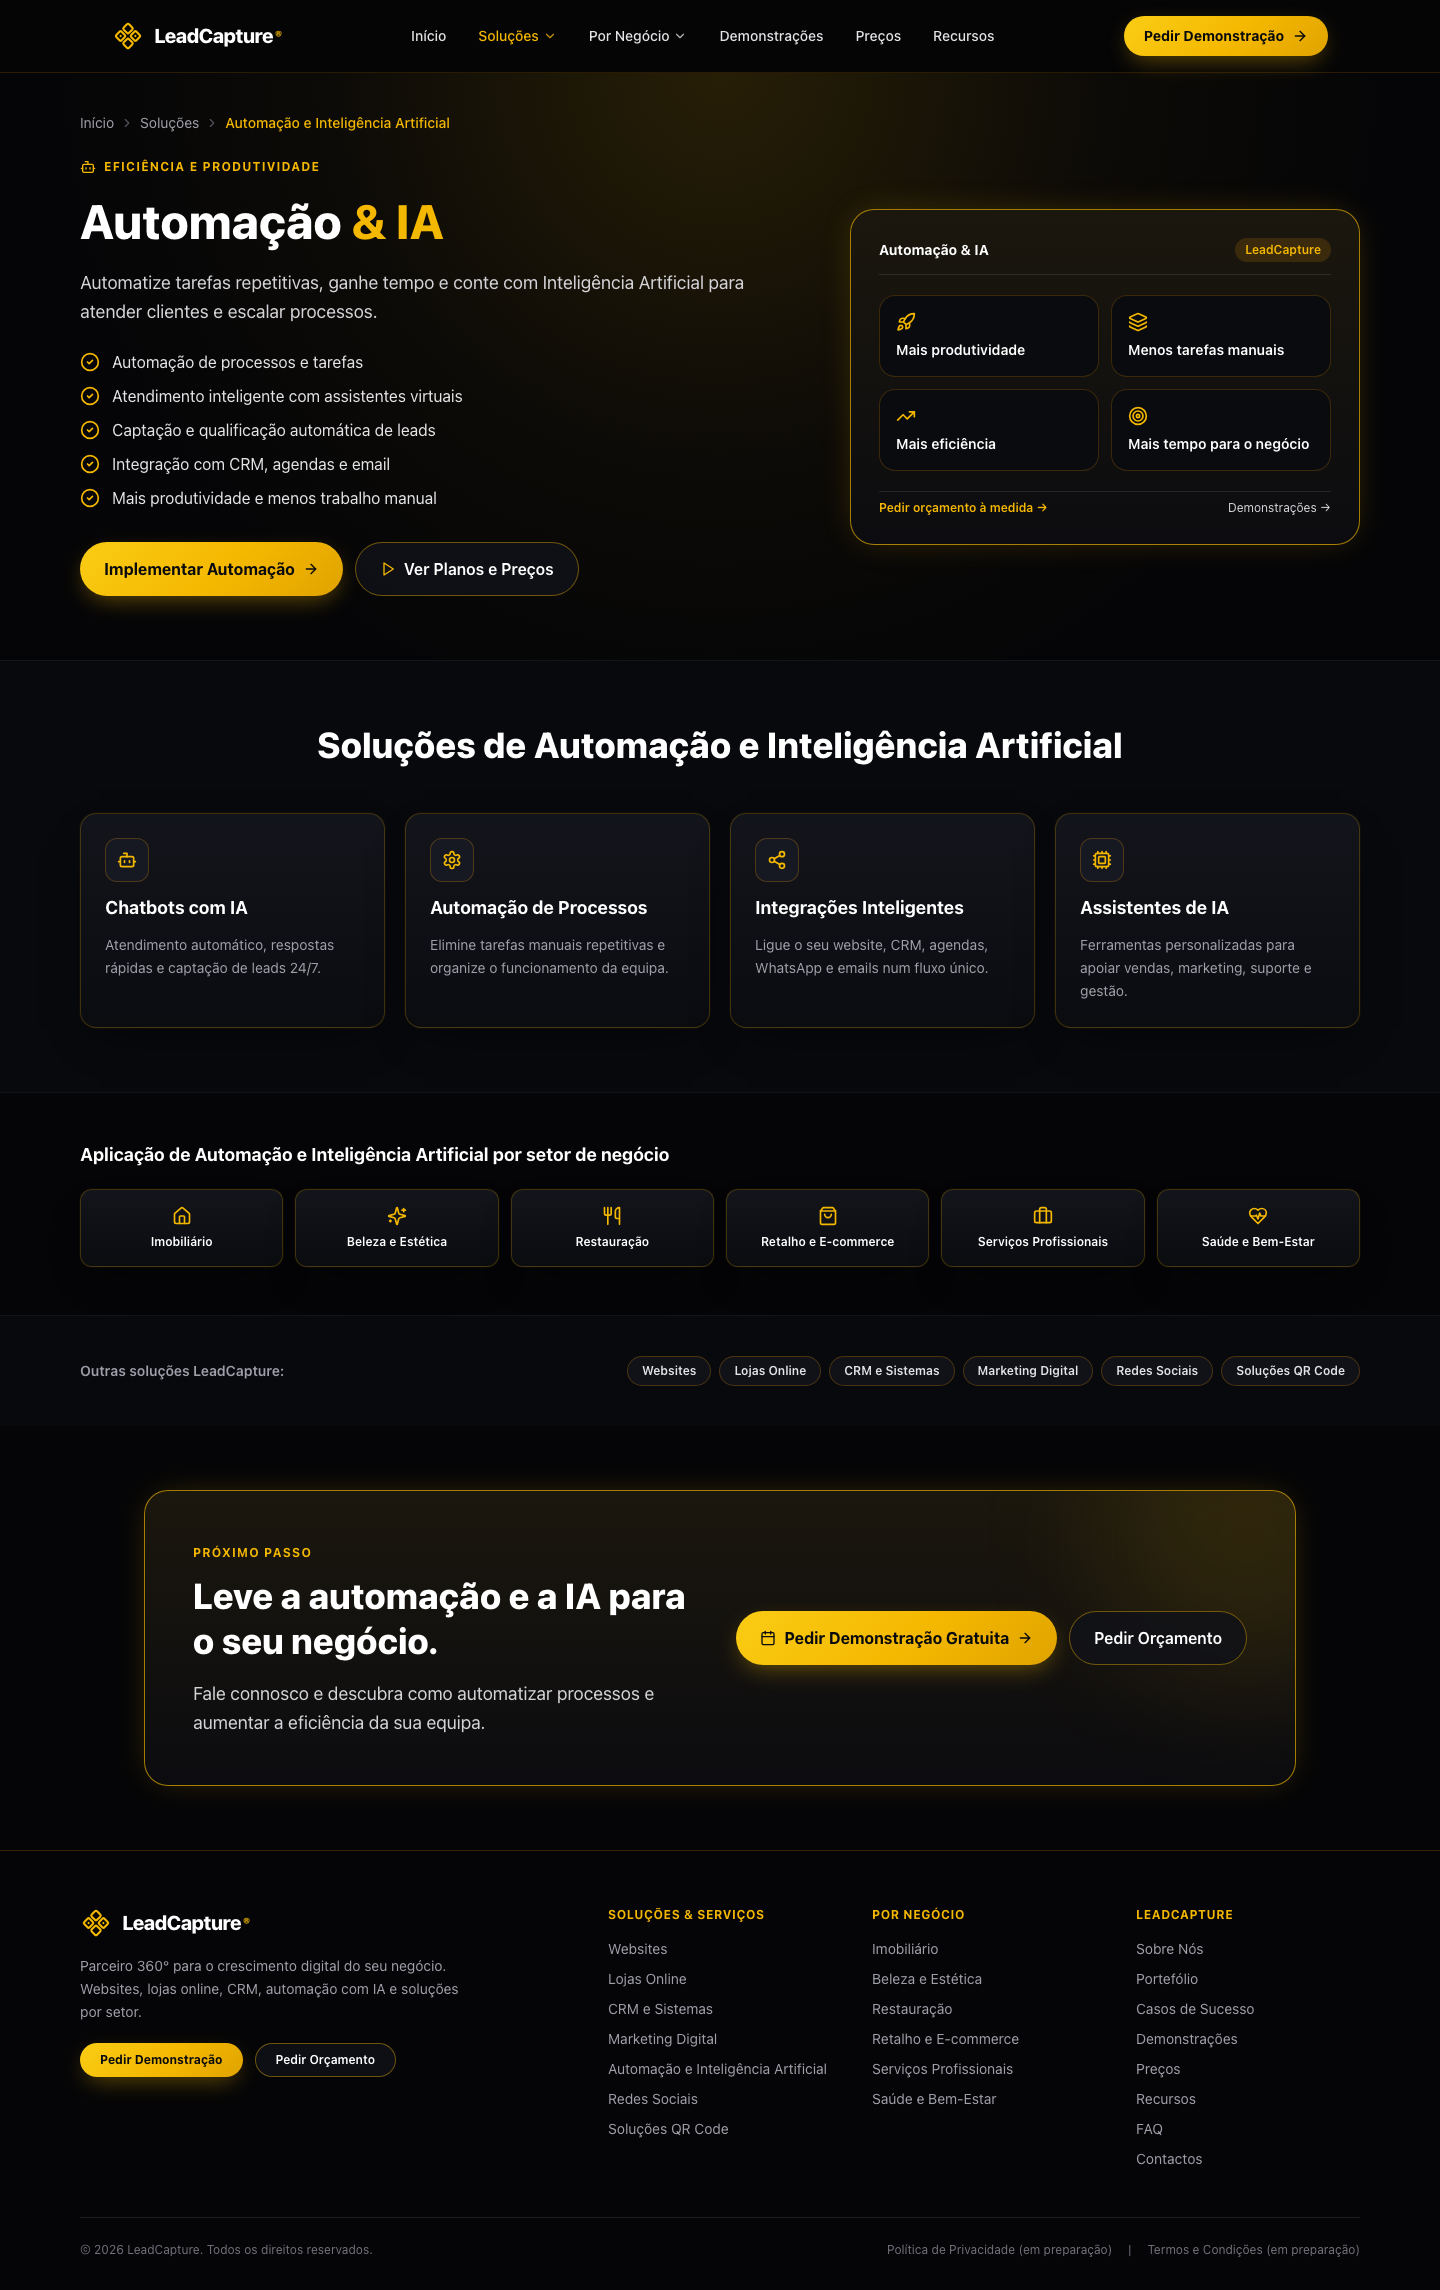 LeadCapture®
Início
Soluções
Por Negócio
Demonstrações
Preços
Recursos
Pedir Demonstração →
Início > Soluções > Automação e Inteligência Artificial
EFICIÊNCIA E PRODUTIVIDADE
Automação & IA
Automatize tarefas repetitivas, ganhe tempo e conte com Inteligência Artificial para
atender clientes e escalar processos.
Automação de processos e tarefas
Atendimento inteligente com assistentes virtuais
Captação e qualificação automática de leads
Integração com CRM, agendas e email
Mais produtividade e menos trabalho manual
Implementar Automação →
Ver Planos e Preços
Automação & IA
LeadCapture
Mais produtividade
Menos tarefas manuais
Mais eficiência
Mais tempo para o negócio
Pedir orçamento à medida →
Demonstrações →
Soluções de Automação e Inteligência Artificial
Chatbots com IA
Atendimento automático, respostas
rápidas e captação de leads 24/7.
Automação de Processos
Elimine tarefas manuais repetitivas e
organize o funcionamento da equipa.
Integrações Inteligentes
Ligue o seu website, CRM, agendas,
WhatsApp e emails num fluxo único.
Assistentes de IA
Ferramentas personalizadas para
apoiar vendas, marketing, suporte e
gestão.
Aplicação de Automação e Inteligência Artificial por setor de negócio
Imobiliário
Beleza e Estética
Restauração
Retalho e E-commerce
Serviços Profissionais
Saúde e Bem-Estar
Outras soluções LeadCapture:
Websites
Lojas Online
CRM e Sistemas
Marketing Digital
Redes Sociais
Soluções QR Code
PRÓXIMO PASSO
Leve a automação e a IA para
o seu negócio.
Fale connosco e descubra como automatizar processos e
aumentar a eficiência da sua equipa.
Pedir Demonstração Gratuita →
Pedir Orçamento
LeadCapture®
Parceiro 360° para o crescimento digital do seu negócio.
Websites, lojas online, CRM, automação com IA e soluções
por setor.
Pedir Demonstração
Pedir Orçamento
SOLUÇÕES & SERVIÇOS
Websites
Lojas Online
CRM e Sistemas
Marketing Digital
Automação e Inteligência Artificial
Redes Sociais
Soluções QR Code
POR NEGÓCIO
Imobiliário
Beleza e Estética
Restauração
Retalho e E-commerce
Serviços Profissionais
Saúde e Bem-Estar
LEADCAPTURE
Sobre Nós
Portefólio
Casos de Sucesso
Demonstrações
Preços
Recursos
FAQ
Contactos
© 2026 LeadCapture. Todos os direitos reservados.
Política de Privacidade (em preparação) | Termos e Condições (em preparação)